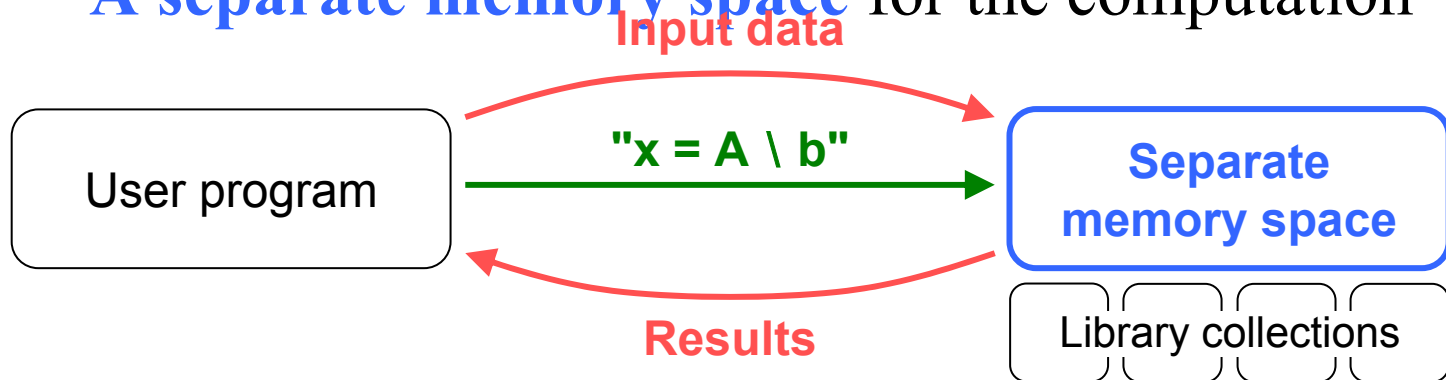 A separate memory space for the computation
Input data
"x = A \ b"
User program
Separate
memory space
Results
Library collections